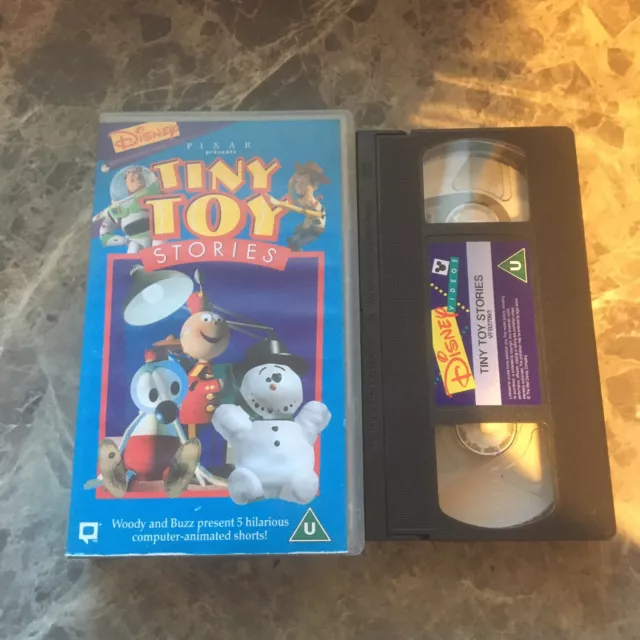 Disney
PIXAR
presents
TINY
TOY
STORIES
Woody and Buzz present 5 hilarious
computer-animated shorts!
U
Disney
VIDEOS
TINY TOY STORIES
U